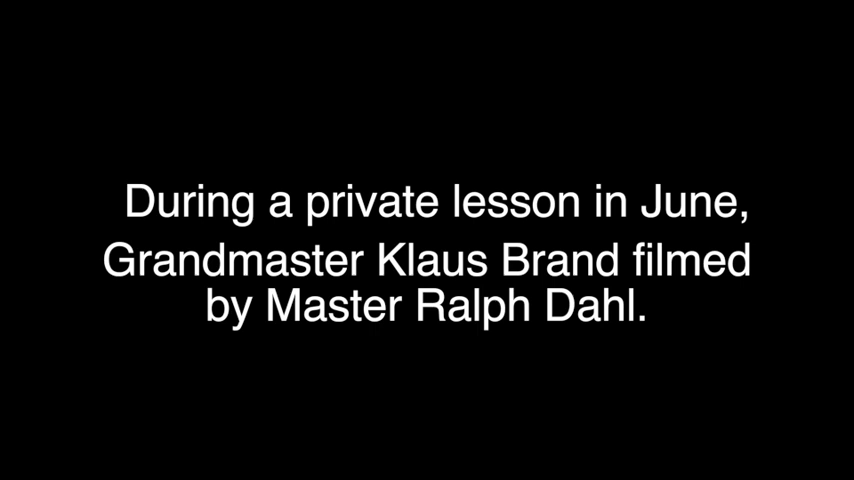 During a private lesson in June,
Grandmaster Klaus Brand filmed
by Master Ralph Dahl.